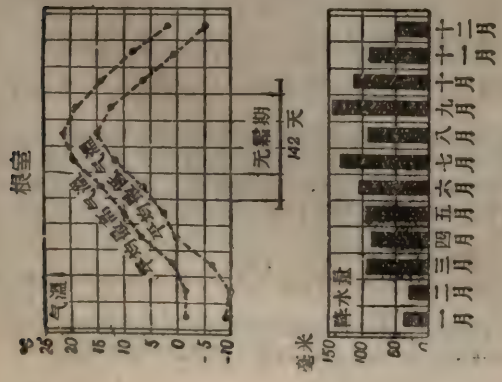 根室
°C
25
20
15
10
5
0
-5
-10
气温
平均最高气温
平均最低气温
无霜期
142天
毫米
150
100
50
0
降水量
一月
二月
三月
四月
五月
六月
七月
八月
九月
十月
十一月
十二月